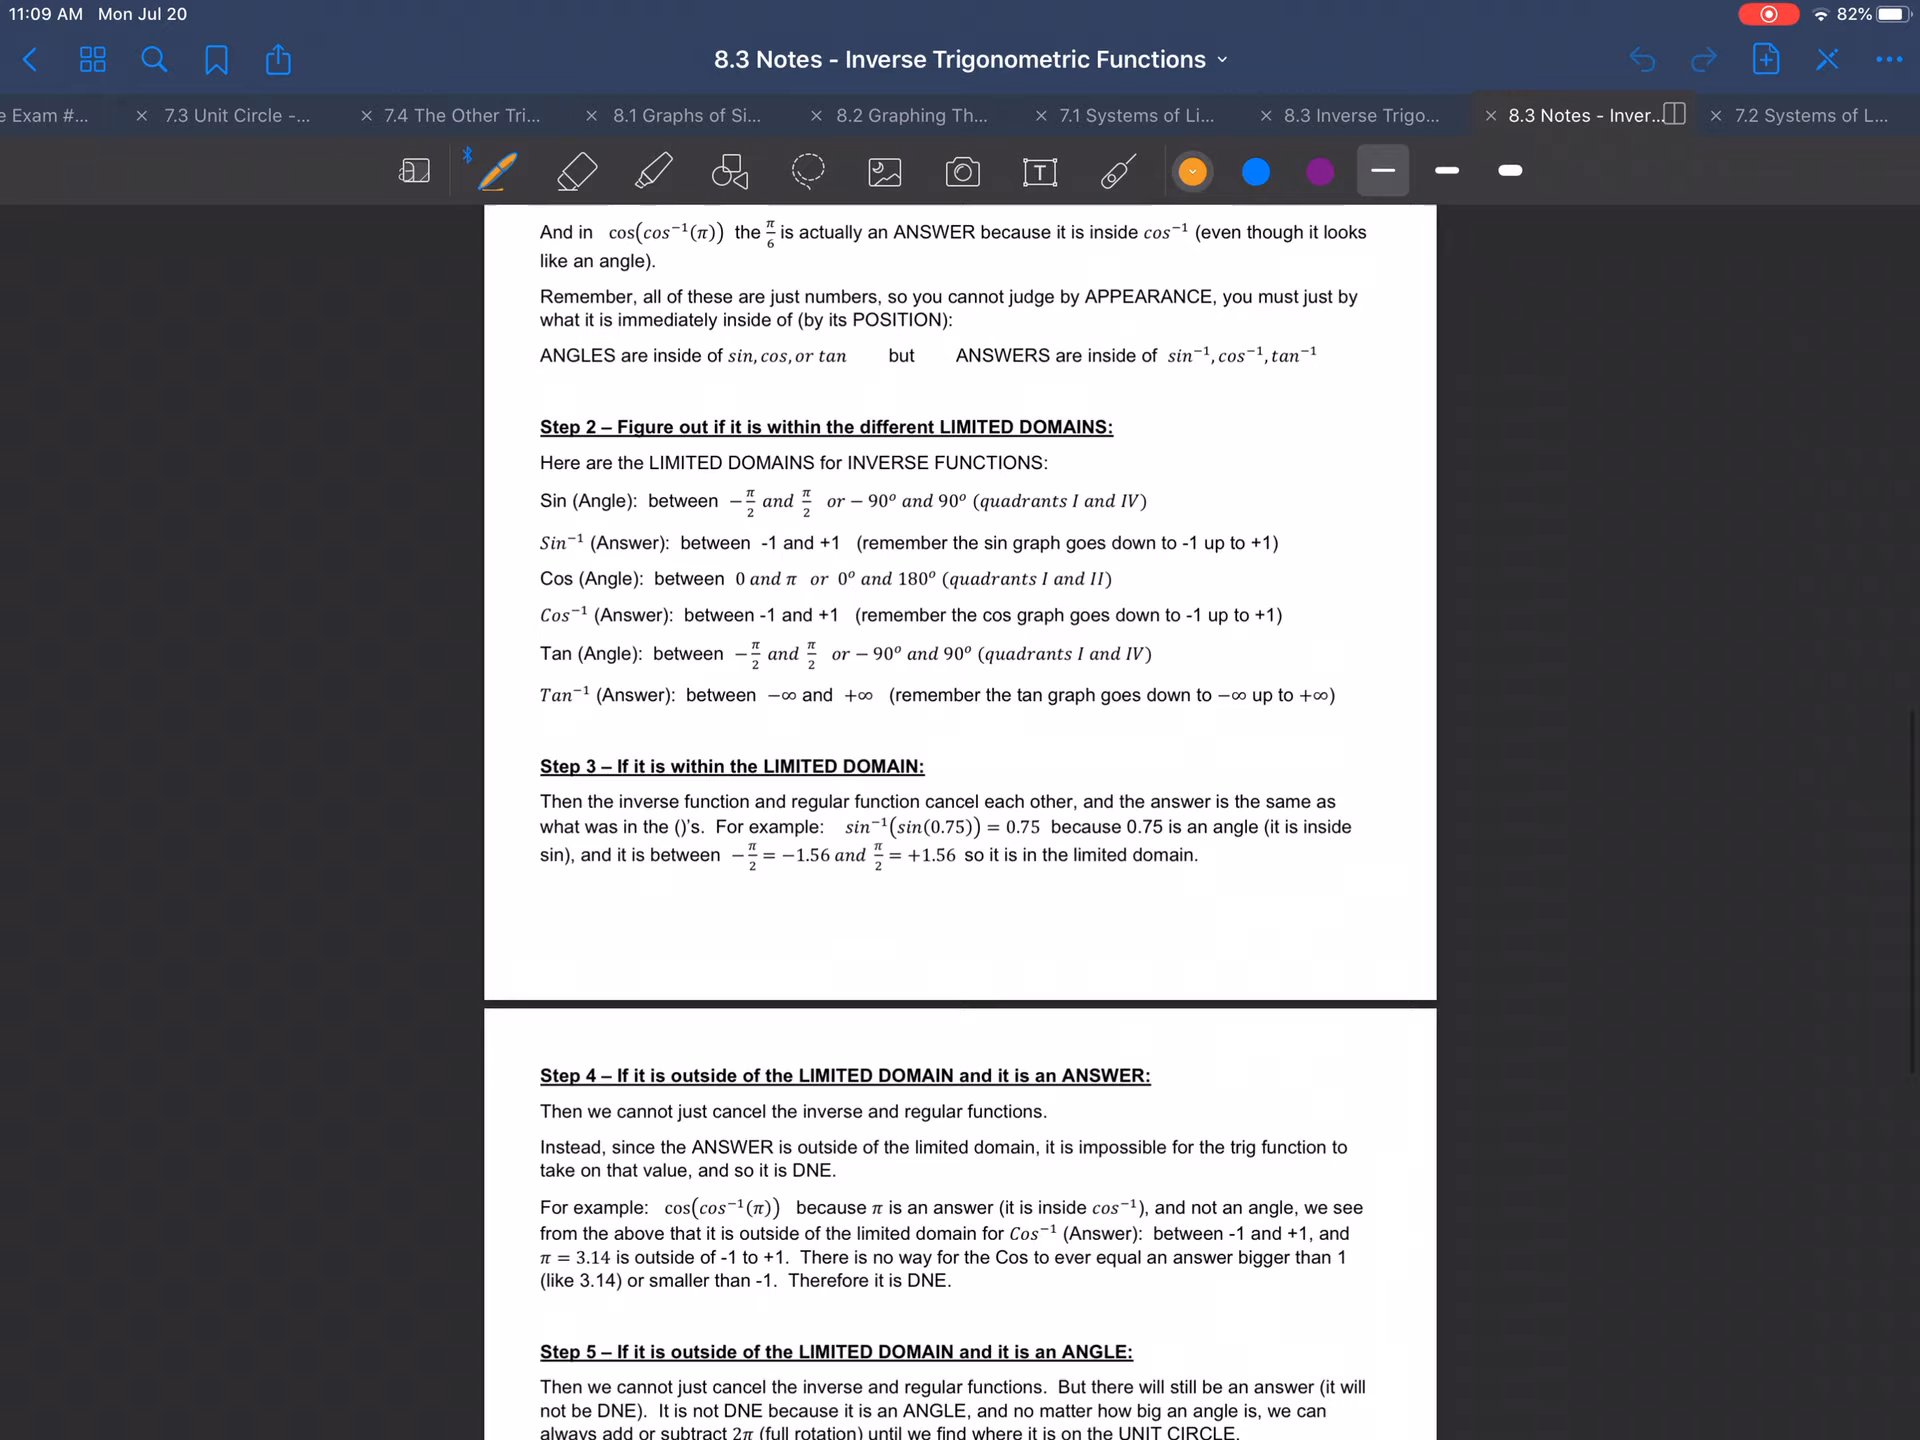 11:09 AM Mon Jul 20
82%
8.3 Notes - Inverse Trigonometric Functions
e Exam #...
7.3 Unit Circle -...
7.4 The Other Tri...
8.1 Graphs of Si...
8.2 Graphing Th...
7.1 Systems of Li...
8.3 Inverse Trigo...
8.3 Notes - Inver...
7.2 Systems of L...
T
And in cos(cos⁻¹(π)) the π/6 is actually an ANSWER because it is inside cos⁻¹ (even though it looks
like an angle).
Remember, all of these are just numbers, so you cannot judge by APPEARANCE, you must just by
what it is immediately inside of (by its POSITION):
ANGLES are inside of sin, cos, or tan but ANSWERS are inside of sin⁻¹, cos⁻¹, tan⁻¹
Step 2 – Figure out if it is within the different LIMITED DOMAINS:
Here are the LIMITED DOMAINS for INVERSE FUNCTIONS:
Sin (Angle): between −π/2 and π/2 or − 90º and 90º (quadrants I and IV)
Sin⁻¹ (Answer): between -1 and +1 (remember the sin graph goes down to -1 up to +1)
Cos (Angle): between 0 and π or 0º and 180º (quadrants I and II)
Cos⁻¹ (Answer): between -1 and +1 (remember the cos graph goes down to -1 up to +1)
Tan (Angle): between −π/2 and π/2 or − 90º and 90º (quadrants I and IV)
Tan⁻¹ (Answer): between −∞ and +∞ (remember the tan graph goes down to −∞ up to +∞)
Step 3 – If it is within the LIMITED DOMAIN:
Then the inverse function and regular function cancel each other, and the answer is the same as
what was in the ()'s. For example: sin⁻¹(sin(0.75)) = 0.75 because 0.75 is an angle (it is inside
sin), and it is between −π/2 = −1.56 and π/2 = +1.56 so it is in the limited domain.
Step 4 – If it is outside of the LIMITED DOMAIN and it is an ANSWER:
Then we cannot just cancel the inverse and regular functions.
Instead, since the ANSWER is outside of the limited domain, it is impossible for the trig function to
take on that value, and so it is DNE.
For example: cos(cos⁻¹(π)) because π is an answer (it is inside cos⁻¹), and not an angle, we see
from the above that it is outside of the limited domain for Cos⁻¹ (Answer): between -1 and +1, and
π = 3.14 is outside of -1 to +1. There is no way for the Cos to ever equal an answer bigger than 1
(like 3.14) or smaller than -1. Therefore it is DNE.
Step 5 – If it is outside of the LIMITED DOMAIN and it is an ANGLE:
Then we cannot just cancel the inverse and regular functions. But there will still be an answer (it will
not be DNE). It is not DNE because it is an ANGLE, and no matter how big an angle is, we can
always add or subtract 2π (full rotation) until we find where it is on the UNIT CIRCLE.